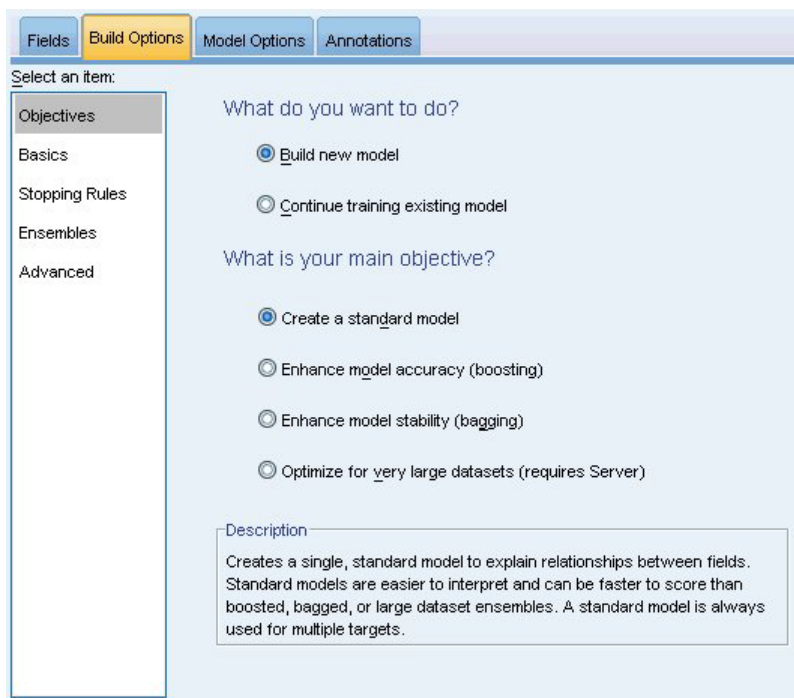 Fields
Build Options
Model Options
Annotations
Select an item:
Objectives
Basics
Stopping Rules
Ensembles
Advanced
What do you want to do?
Build new model
Continue training existing model
What is your main objective?
Create a standard model
Enhance model accuracy (boosting)
Enhance model stability (bagging)
Optimize for very large datasets (requires Server)
Description
Creates a single, standard model to explain relationships between fields.
Standard models are easier to interpret and can be faster to score than
boosted, bagged, or large dataset ensembles. A standard model is always
used for multiple targets.